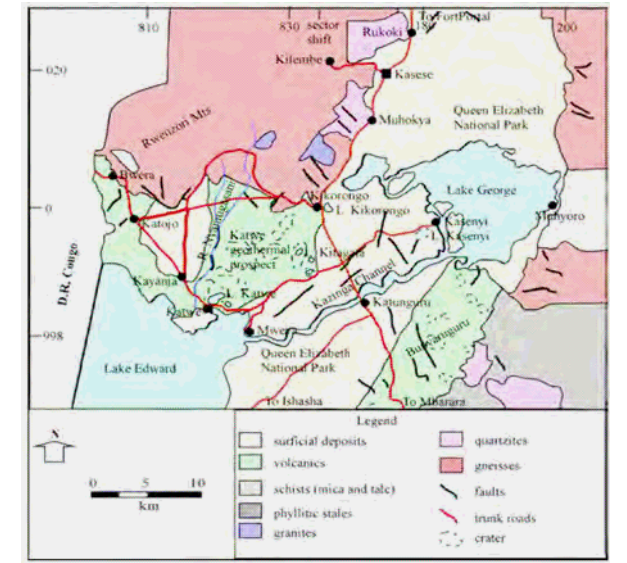 810
830
180
200
To FortPortal
sector
shift
Rukoki
Kilembe
020
Kasese
Queen Elizabeth
National Park
Rwenzori Mts
Muhokya
Bwera
Lake George
Kikorongo
L. Kikorongo
0
Katojo
Kasenyi
L. Kasenyi
Katwe
geothermal
prospect
D.R. Congo
Kayanja
Kazinga Channel
L. Katwe
Katwe
Katunguru
998
Mweya
Bunyaruguru
Queen Elizabeth
National Park
Lake Edward
To Ishasha
To Mbarara
Legend
N
surficial deposits
volcanics
schists (mica and talc)
phyllitic stales
granites
quartzites
gneisses
faults
trunk roads
crater
0 5 10
km